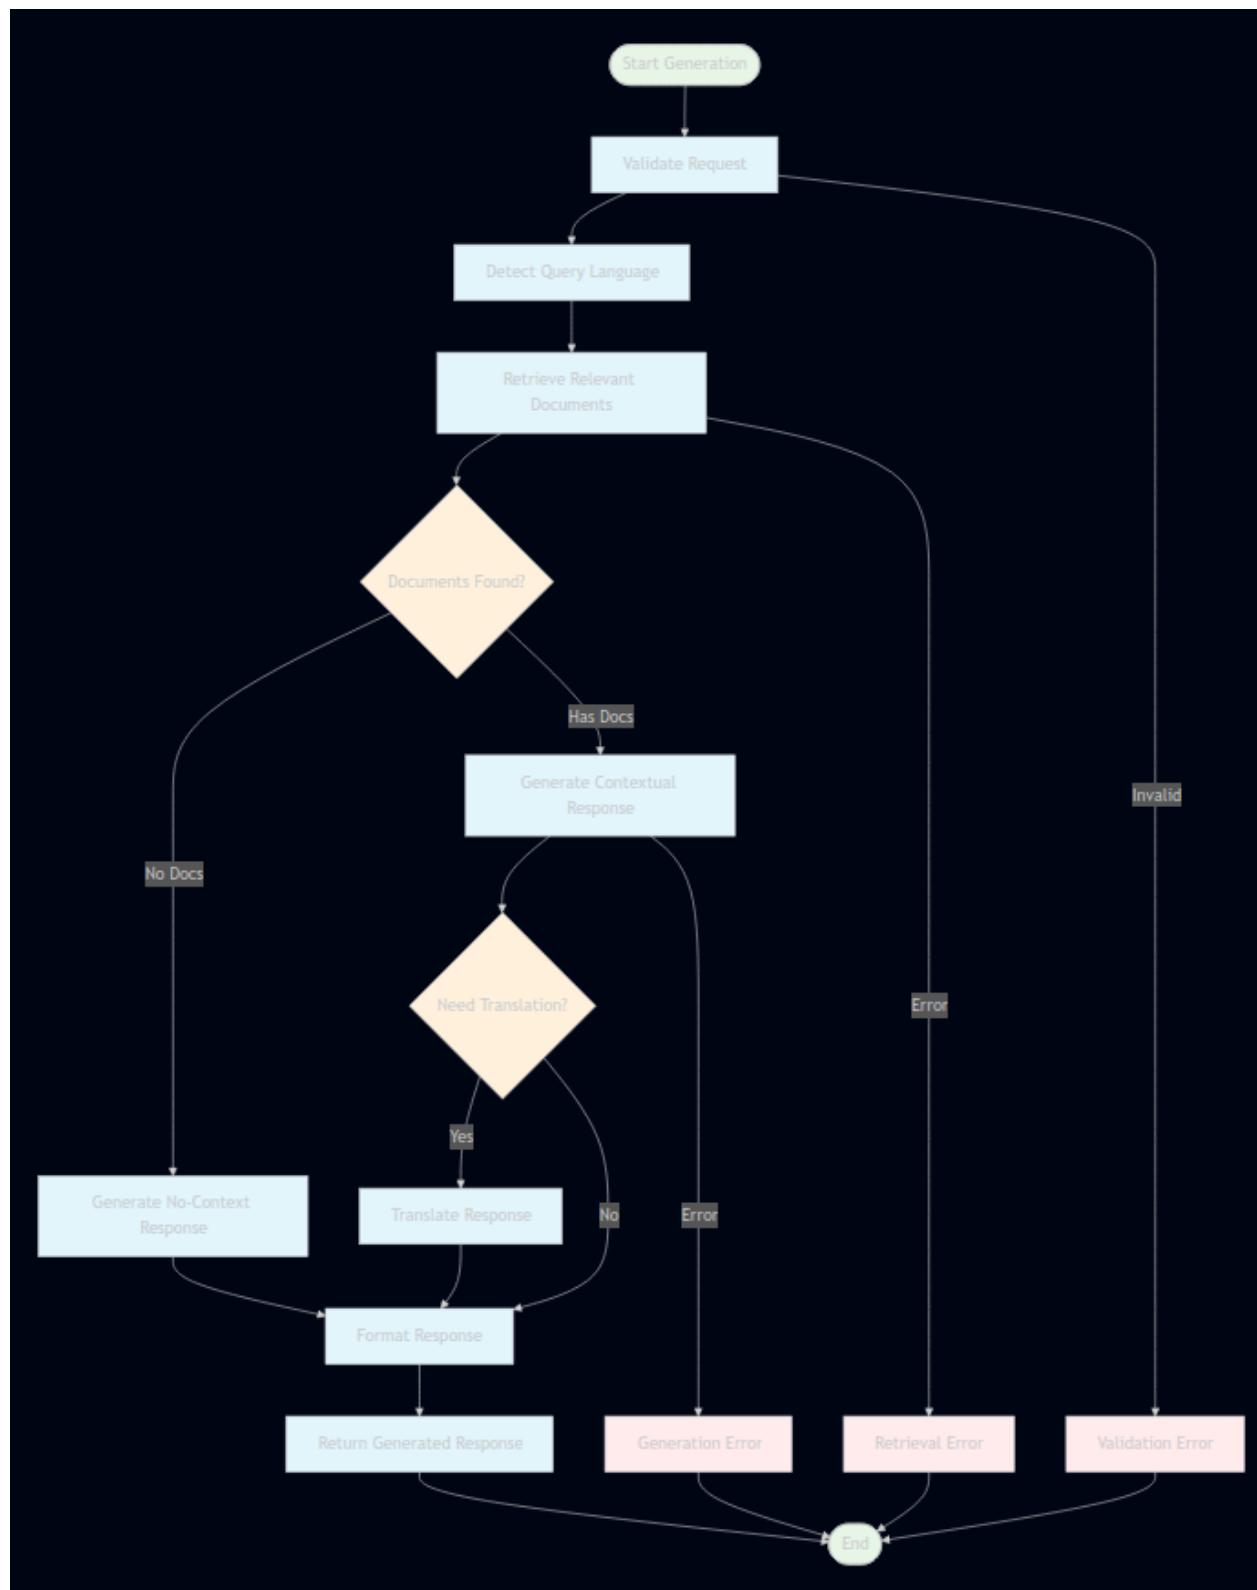 Start Generation
Validate Request
Detect Query Language
Retrieve Relevant
Documents
Documents Found?
Has Docs
Generate Contextual
Response
Invalid
No Docs
Need Translation?
Error
Yes
Generate No-Context
Response
Translate Response
No
Error
Format Response
Return Generated Response
Generation Error
Retrieval Error
Validation Error
End